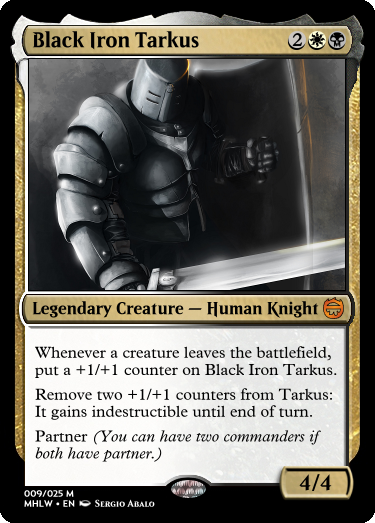 Black Iron Tarkus 2
Legendary Creature — Human Knight
Whenever a creature leaves the battlefield,
put a +1/+1 counter on Black Iron Tarkus.
Remove two +1/+1 counters from Tarkus:
It gains indestructible until end of turn.
Partner (You can have two commanders if
both have partner.)
4/4
009/025 M
MHLW • EN Sergio Abalo